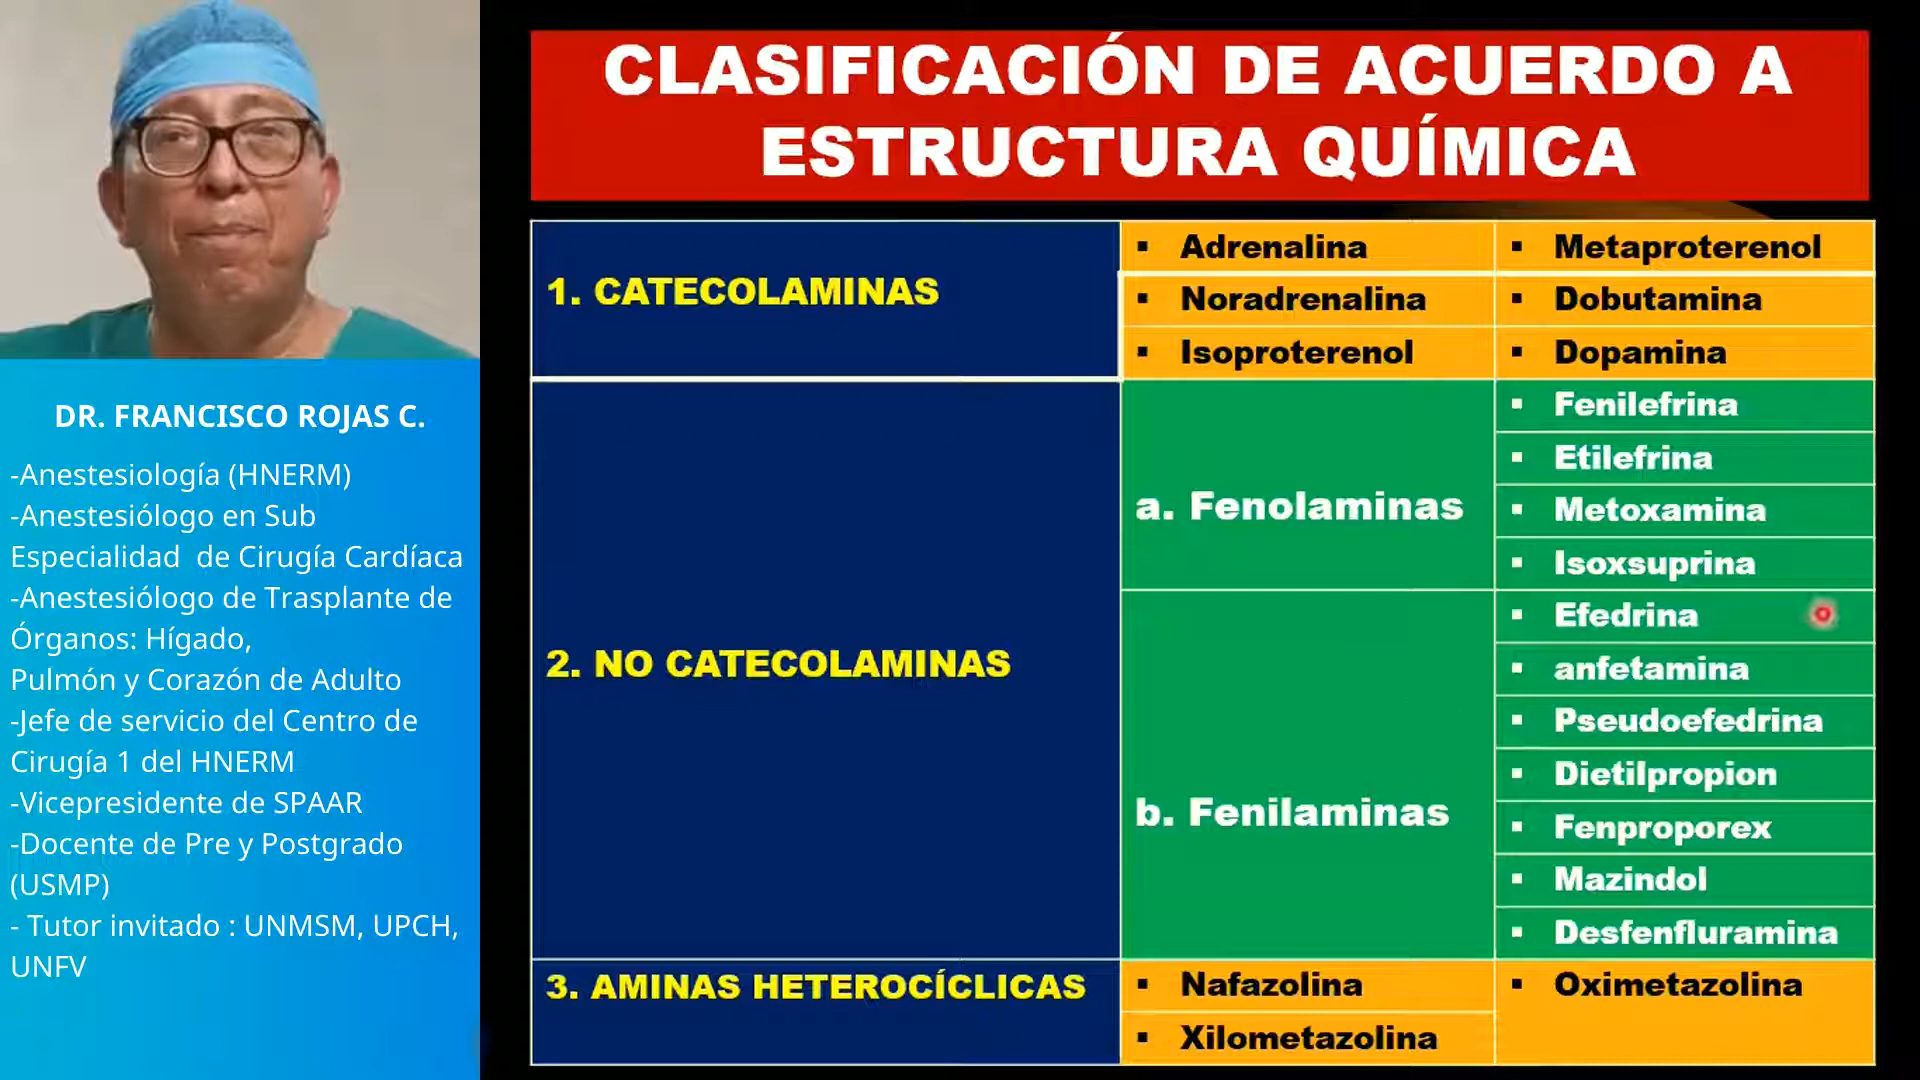 CLASIFICACIÓN DE ACUERDO A
ESTRUCTURA QUÍMICA
DR. FRANCISCO ROJAS C.
-Anestesiología (HNERM)
-Anestesiólogo en Sub
Especialidad de Cirugía Cardíaca
-Anestesiólogo de Trasplante de
Órganos: Hígado,
Pulmón y Corazón de Adulto
-Jefe de servicio del Centro de
Cirugía 1 del HNERM
-Vicepresidente de SPAAR
-Docente de Pre y Postgrado
(USMP)
- Tutor invitado : UNMSM, UPCH,
UNFV
1. CATECOLAMINAS
▪ Adrenalina
▪ Metaproterenol
▪ Noradrenalina
▪ Dobutamina
▪ Isoproterenol
▪ Dopamina
2. NO CATECOLAMINAS
a. Fenolaminas
▪ Fenilefrina
▪ Etilefrina
▪ Metoxamina
▪ Isoxsuprina
b. Fenilaminas
▪ Efedrina
▪ anfetamina
▪ Pseudoefedrina
▪ Dietilpropion
▪ Fenproporex
▪ Mazindol
▪ Desfenfluramina
3. AMINAS HETEROCÍCLICAS
▪ Nafazolina
▪ Oximetazolina
▪ Xilometazolina